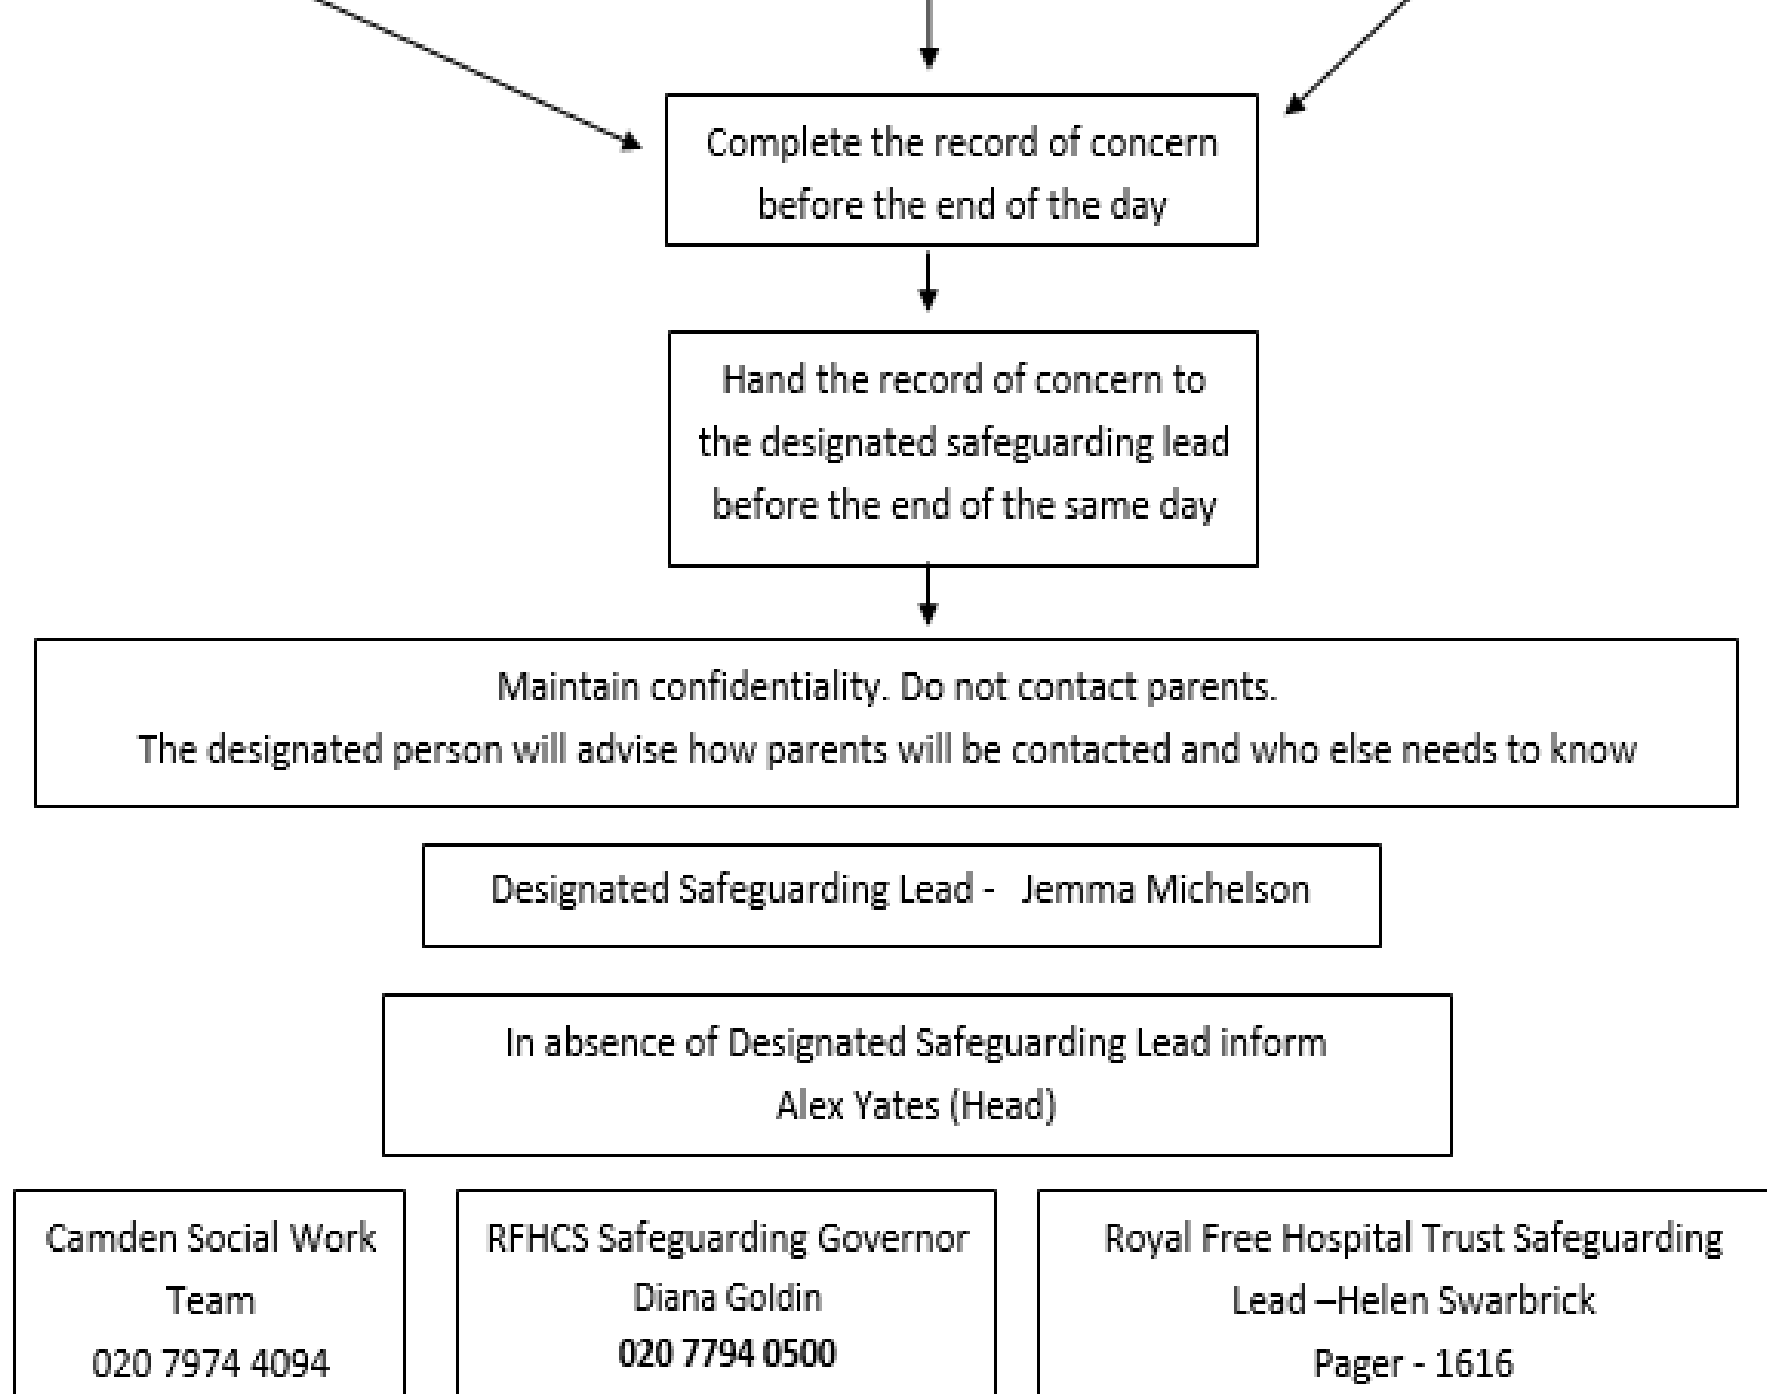 Complete the record of concern
before the end of the day
Hand the record of concern to
the designated safeguarding lead
before the end of the same day
Maintain confidentiality. Do not contact parents.
The designated person will advise how parents will be contacted and who else needs to know
Designated Safeguarding Lead -  Jemma Michelson
In absence of Designated Safeguarding Lead inform
Alex Yates (Head)
Camden Social Work
Team
020 7974 4094
RFHCS Safeguarding Governor
Diana Goldin
020 7794 0500
Royal Free Hospital Trust Safeguarding
Lead –Helen Swarbrick
Pager - 1616